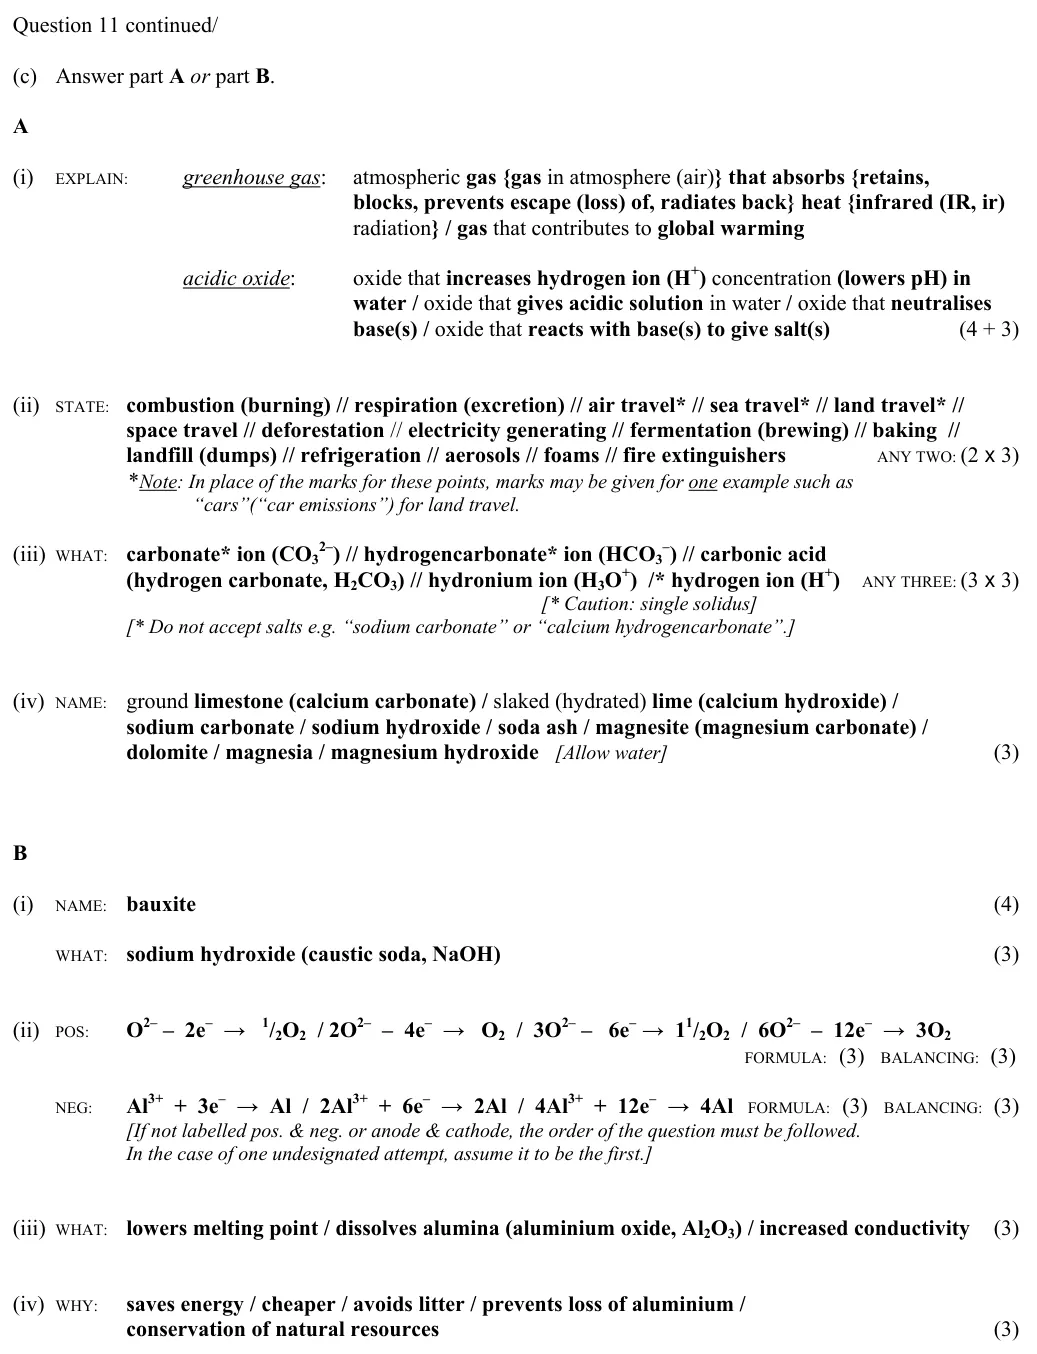 Question 11 continued/
(c) Answer part A or part B.
A
(i) EXPLAIN: greenhouse gas: atmospheric gas {gas in atmosphere (air)} that absorbs {retains,
blocks, prevents escape (loss) of, radiates back} heat {infrared (IR, ir)
radiation} / gas that contributes to global warming
acidic oxide: oxide that increases hydrogen ion (H⁺) concentration (lowers pH) in
water / oxide that gives acidic solution in water / oxide that neutralises
base(s) / oxide that reacts with base(s) to give salt(s) (4 + 3)
(ii) STATE: combustion (burning) // respiration (excretion) // air travel* // sea travel* // land travel* //
space travel // deforestation // electricity generating // fermentation (brewing) // baking //
landfill (dumps) // refrigeration // aerosols // foams // fire extinguishers ANY TWO: (2 x 3)
*Note: In place of the marks for these points, marks may be given for one example such as
“cars”(“car emissions”) for land travel.
(iii) WHAT: carbonate* ion (CO₃²⁻) // hydrogencarbonate* ion (HCO₃⁻) // carbonic acid
(hydrogen carbonate, H₂CO₃) // hydronium ion (H₃O⁺) /* hydrogen ion (H⁺) ANY THREE: (3 x 3)
[* Caution: single solidus]
[* Do not accept salts e.g. “sodium carbonate” or “calcium hydrogencarbonate”.]
(iv) NAME: ground limestone (calcium carbonate) / slaked (hydrated) lime (calcium hydroxide) /
sodium carbonate / sodium hydroxide / soda ash / magnesite (magnesium carbonate) /
dolomite / magnesia / magnesium hydroxide [Allow water] (3)
B
(i) NAME: bauxite (4)
WHAT: sodium hydroxide (caustic soda, NaOH) (3)
(ii) POS: O²⁻ – 2e⁻ → ¹/₂O₂ / 2O²⁻ – 4e⁻ → O₂ / 3O²⁻ – 6e⁻ → 1¹/₂O₂ / 6O²⁻ – 12e⁻ → 3O₂
FORMULA: (3) BALANCING: (3)
NEG: Al³⁺ + 3e⁻ → Al / 2Al³⁺ + 6e⁻ → 2Al / 4Al³⁺ + 12e⁻ → 4Al FORMULA: (3) BALANCING: (3)
[If not labelled pos. & neg. or anode & cathode, the order of the question must be followed.
In the case of one undesignated attempt, assume it to be the first.]
(iii) WHAT: lowers melting point / dissolves alumina (aluminium oxide, Al₂O₃) / increased conductivity (3)
(iv) WHY: saves energy / cheaper / avoids litter / prevents loss of aluminium /
conservation of natural resources (3)